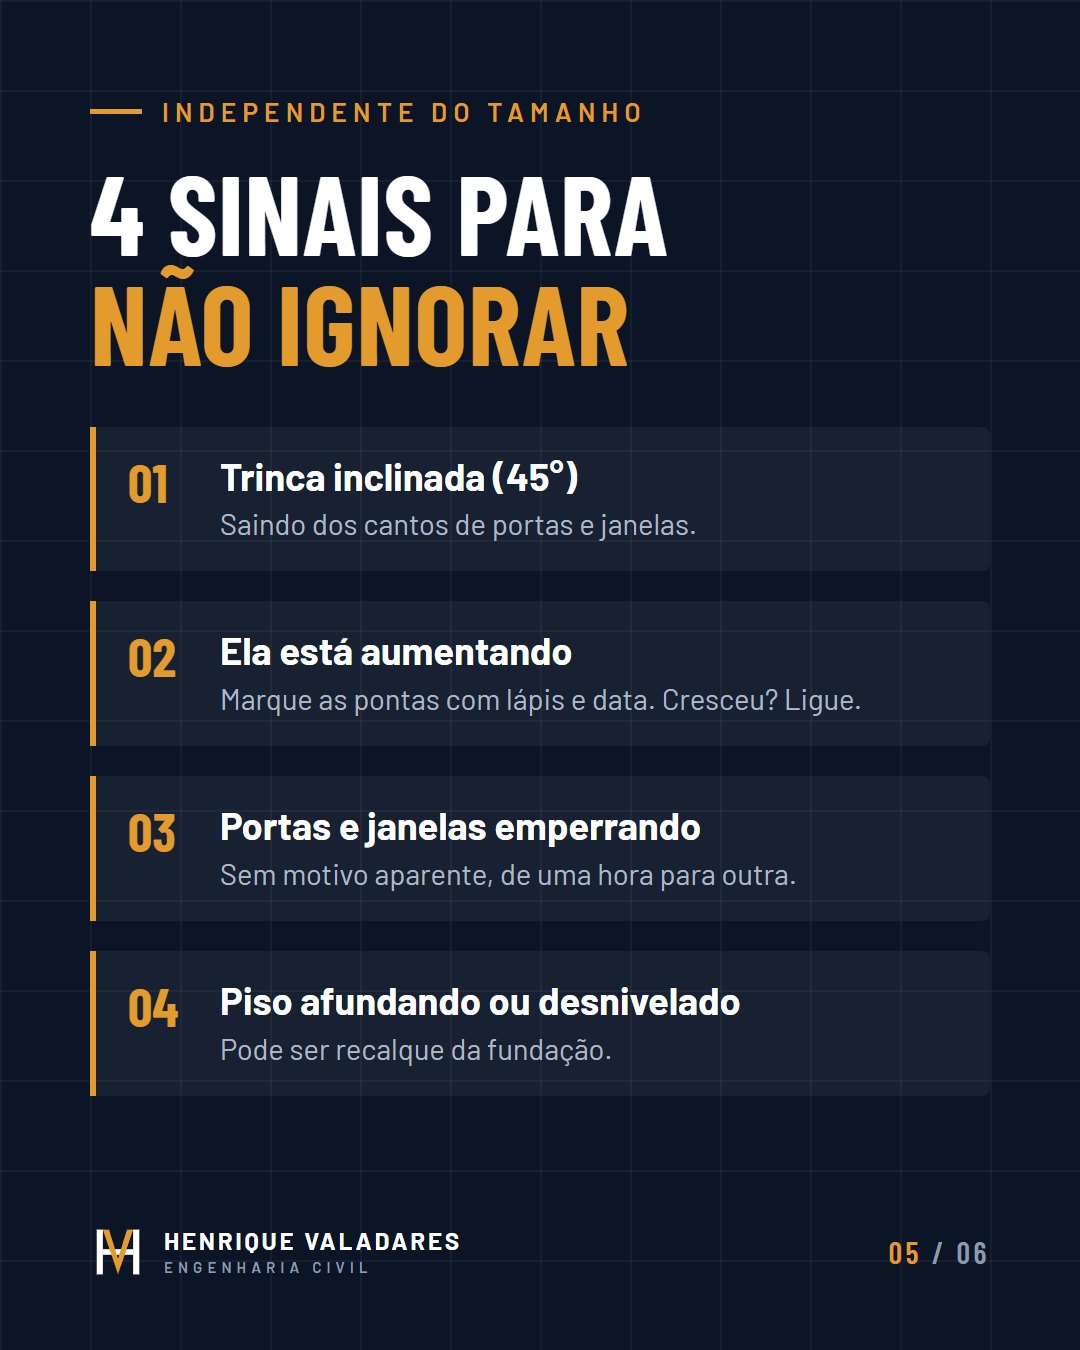 INDEPENDENTE DO TAMANHO
4 SINAIS PARA
NÃO IGNORAR
01
Trinca inclinada (45°)
Saindo dos cantos de portas e janelas.
02
Ela está aumentando
Marque as pontas com lápis e data. Cresceu? Ligue.
03
Portas e janelas emperrando
Sem motivo aparente, de uma hora para outra.
04
Piso afundando ou desnivelado
Pode ser recalque da fundação.
HV
HENRIQUE VALADARES
ENGENHARIA CIVIL
05 / 06